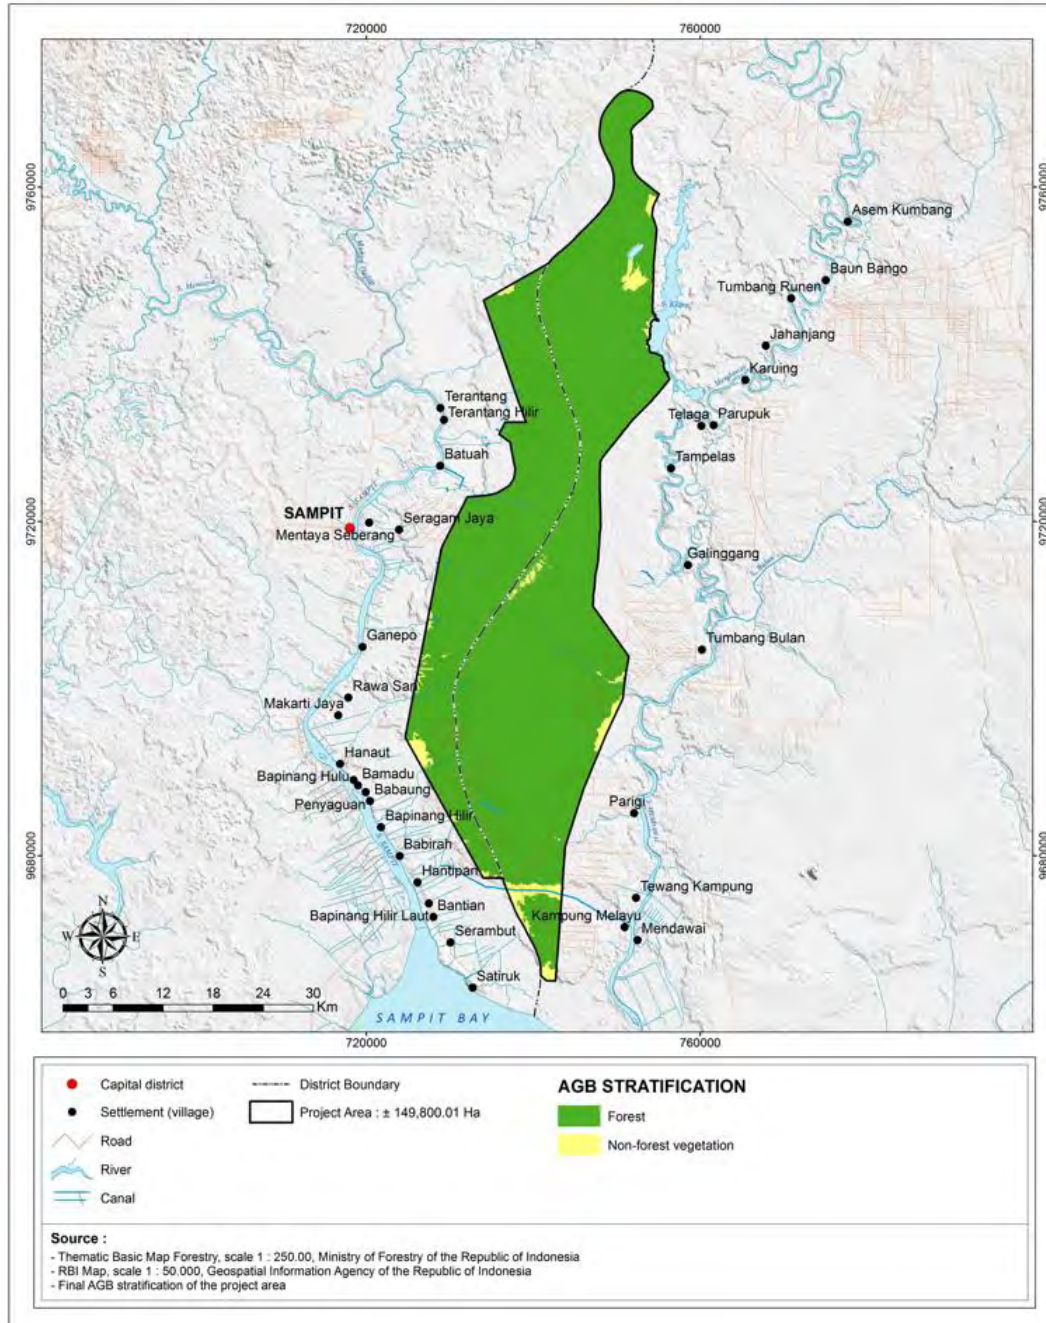 720000
760000
9760000
9760000
Asem Kumbang
Baun Bango
Tumbang Runen
Jahanjang
Karuing
Terantang
Terantang Hilir
Telaga
Parupuk
Batuah
Tampelas
SAMPIT
S. SAMPIT
Seragam Jaya
9720000
9720000
Mentaya Seberang
Galinggang
Ganepo
Tumbang Bulan
Rawa Sari
Makarti Jaya
Hanaut
Bapinang Hulu
Bamadu
Babaung
Penyaguan
Parigi
Bapinang Hilir
S. SAMPIT
Babirah
9680000
9680000
Hantipan
Tewang Kampung
Bantian
Bapinang Hilir Laut
Kampung Melayu
Serambut
Mendawai
N
W
E
S
Satiruk
0 3 6 12 18 24 30
Km
SAMPIT BAY
720000
760000
Capital district
Settlement (village)
Road
River
Canal
District Boundary
Project Area : ± 149,800.01 Ha
AGB STRATIFICATION
Forest
Non-forest vegetation
Source :
- Thematic Basic Map Forestry, scale 1 : 250.00, Ministry of Forestry of the Republic of Indonesia
- RBI Map, scale 1 : 50.000, Geospatial Information Agency of the Republic of Indonesia
- Final AGB stratification of the project area